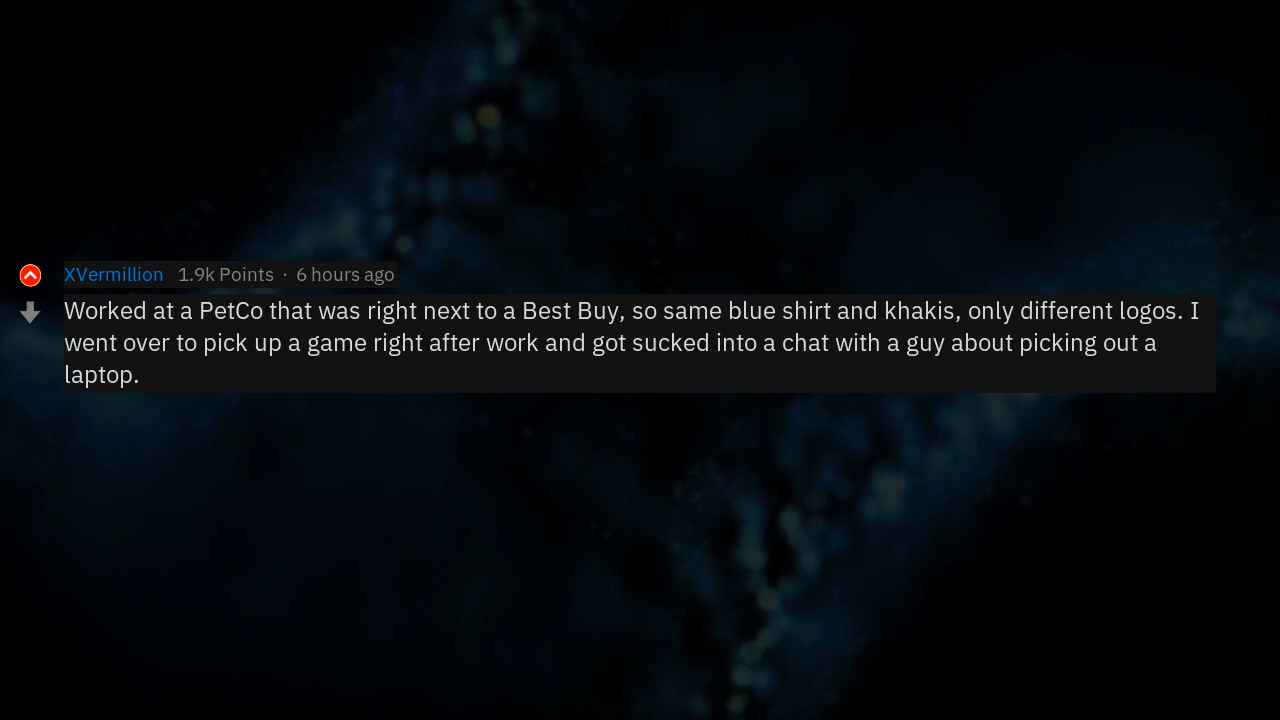 XVermillion 1.9k Points · 6 hours ago
Worked at a PetCo that was right next to a Best Buy, so same blue shirt and khakis, only different logos. I
went over to pick up a game right after work and got sucked into a chat with a guy about picking out a
laptop.